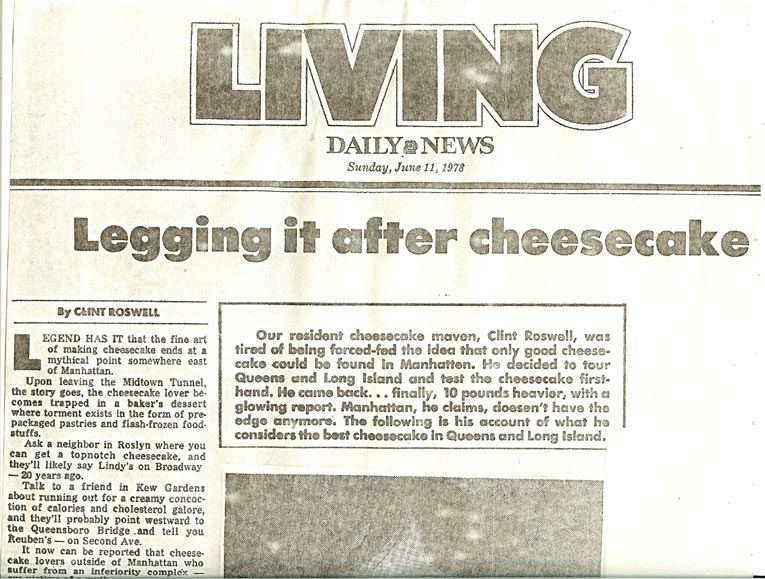 LIVING
DAILY NEWS
Sunday, June 11, 1978
Legging it after cheesecake
By CLINT ROSWELL
LEGEND HAS IT that the fine art
of making cheesecake ends at a
mythical point somewhere east
of Manhattan.
Upon leaving the Midtown Tunnel,
the story goes, the cheesecake lover be-
comes trapped in a baker's dessert
where torment exists in the form of pre-
packaged pastries and flash-frozen food-
stuffs.
Ask a neighbor in Roslyn where you
can get a topnotch cheesecake, and
they'll likely say Lindy's on Broadway
— 20 years ago.
Talk to a friend in Kew Gardens
about running out for a creamy concoc-
tion of calories and cholesterol galore,
and they'll probably point westward to
the Queensboro Bridge and tell you
Reuben's — on Second Ave.
It now can be reported that cheese-
cake lovers outside of Manhattan who
suffer from an inferiority complex —
Our resident cheesecake maven, Clint Roswell, was
tired of being forced-fed the idea that only good cheese-
cake could be found in Manhatten. He decided to tour
Queens and Long Island and test the cheesecake first-
hand. He came back. . . finally, 10 pounds heavier, with a
glowing report. Manhattan, he claims, doesen't have the
edge anymore. The following is his account of what he
considers the best cheesecake in Queens and Long Island.